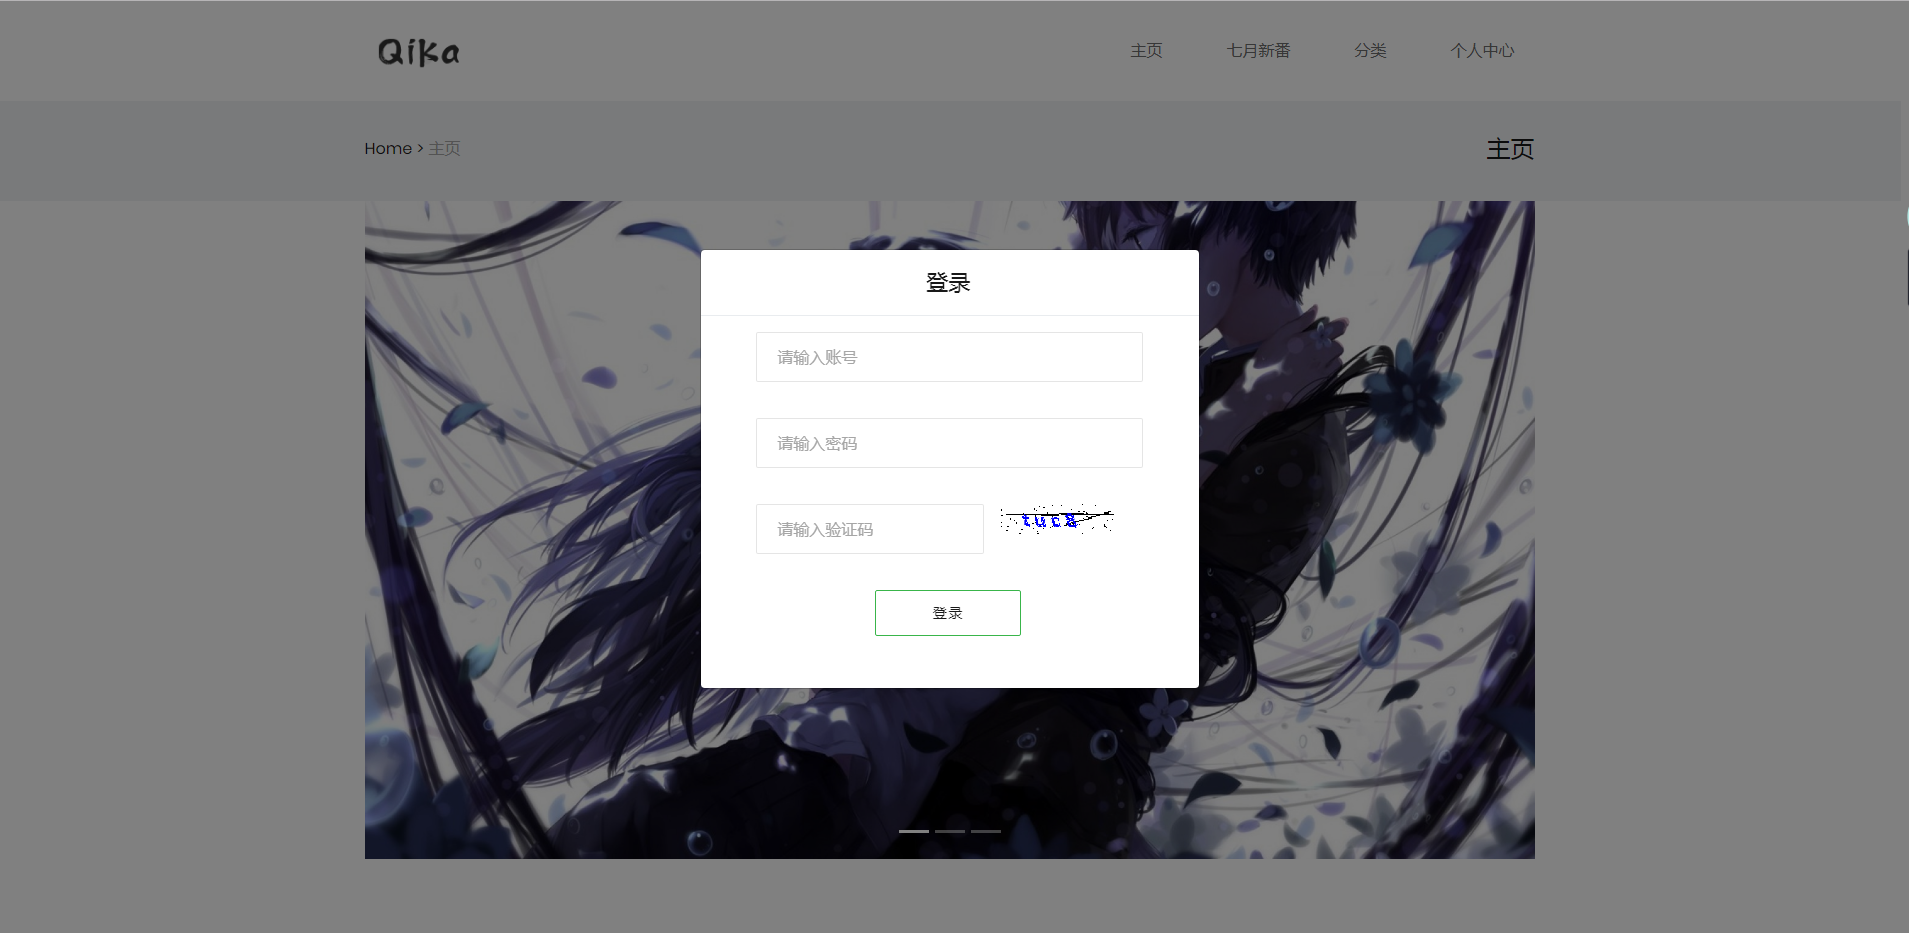 Qika
主页 七月新番 分类 个人中心
Home > 主页
主页
登录
请输入账号
请输入密码
请输入验证码
tuc8
登录